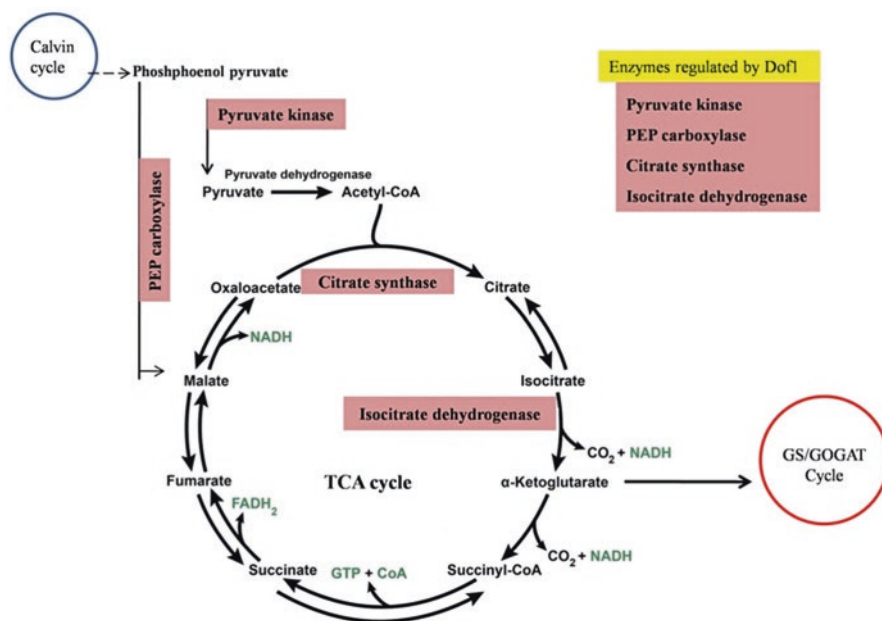 Calvin
cycle
Phoshphoenol pyruvate
Enzymes regulated by Dof1
Pyruvate kinase
PEP carboxylase
Citrate synthase
Isocitrate dehydrogenase
Pyruvate kinase
PEP carboxylase
Pyruvate dehydrogenase
Pyruvate
Acetyl-CoA
Oxaloacetate
Citrate synthase
Citrate
NADH
Malate
Isocitrate
Isocitrate dehydrogenase
CO₂ + NADH
GS/GOGAT
Cycle
Fumarate
TCA cycle
α-Ketoglutarate
FADH₂
CO₂ + NADH
Succinate
GTP + CoA
Succinyl-CoA